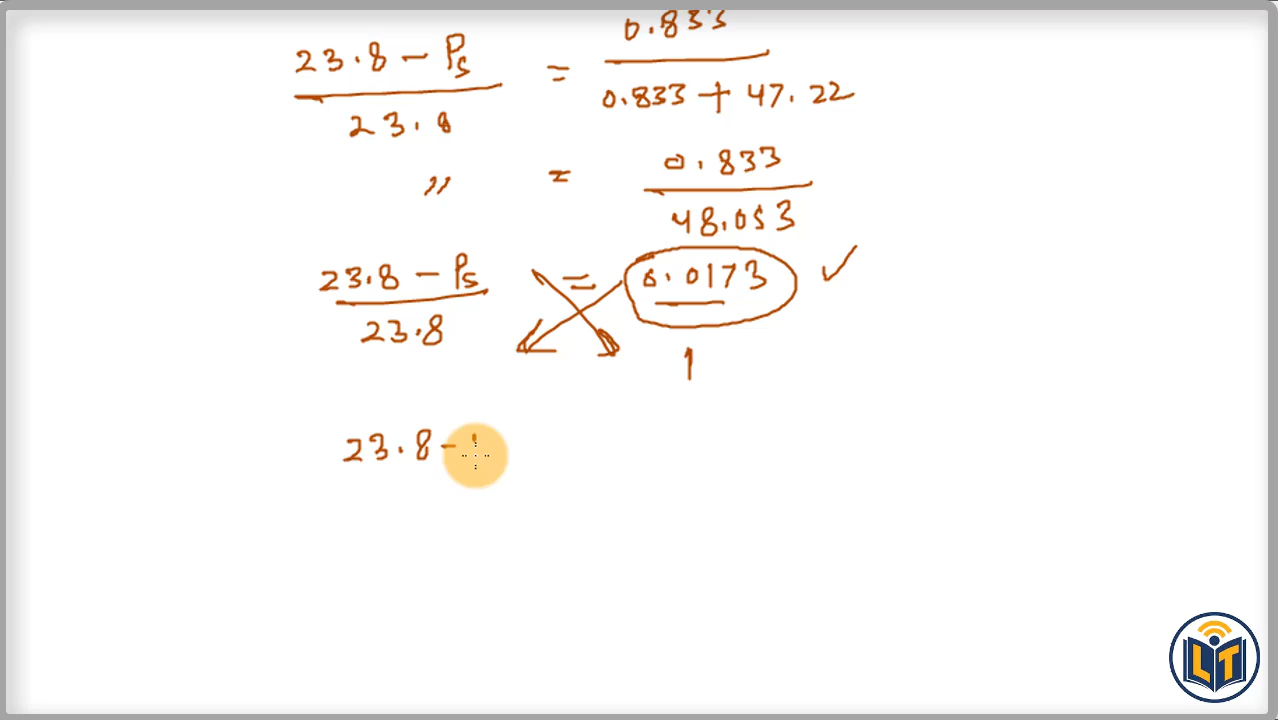 23.8 - Ps / 23.8 = 0.833 / 0.833 + 47.22
〃 = 0.833 / 48.053
23.8 - Ps / 23.8 = 0.0173 ✓
1
23.8 -
LT